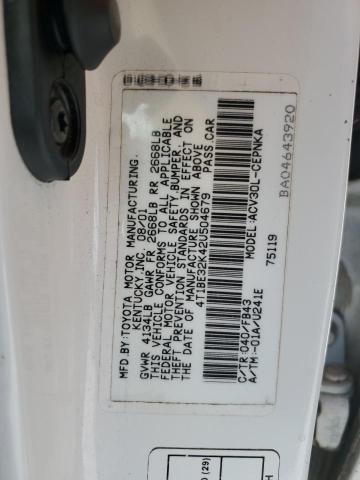 MFD.BY:TOYOTA MOTOR MANUFACTURING.
KENTUCKY,INC. 08/01
GVWR 4134LB GAWR FR 2668LB RR 2668LB
THIS VEHICLE CONFORMS TO ALL APPLICABLE
FEDERAL MOTOR VEHICLE SAFETY,BUMPER, AND
THEFT PREVENTION STANDARDS IN EFFECT ON THE
DATE OF MANUFACTURE SHOWN ABOVE.
4T1BE32K42U504679 PASS.CAR
C/TR:040/FB43 MODEL:ACV30L-CEPNKA
A/TM:-01A/U241E 75119
BA04643920
(29)